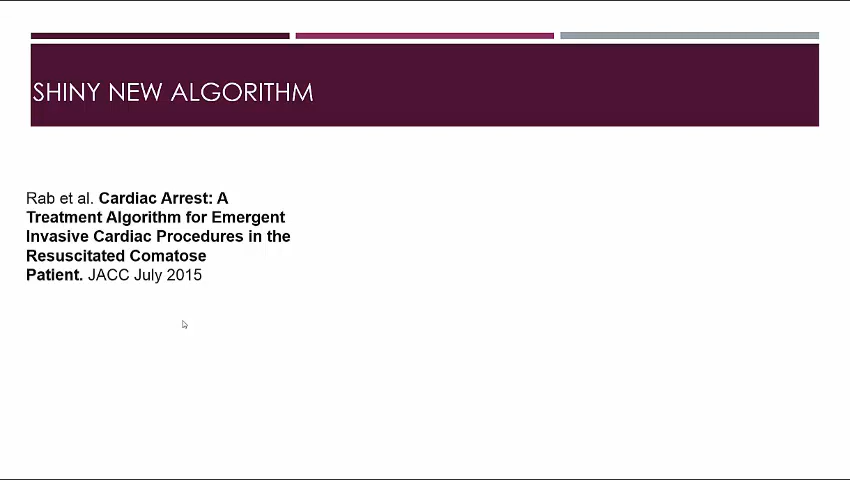 SHINY NEW ALGORITHM
Rab et al. Cardiac Arrest: A
Treatment Algorithm for Emergent
Invasive Cardiac Procedures in the
Resuscitated Comatose
Patient. JACC July 2015